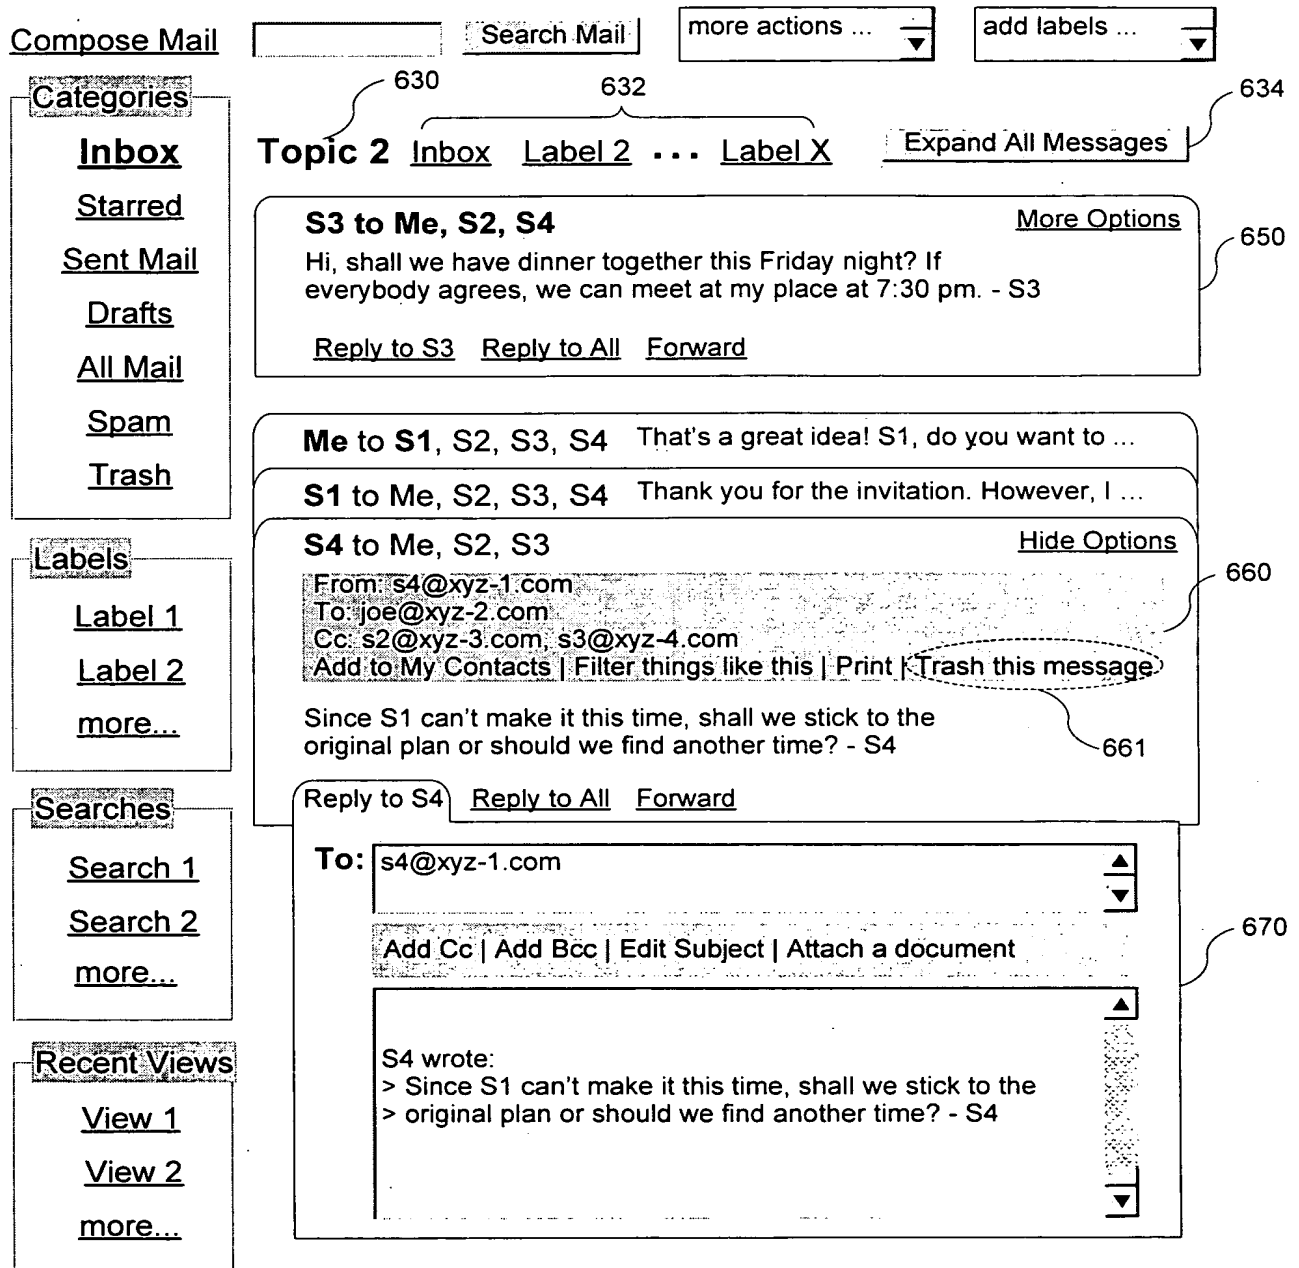 Compose Mail
Search Mail
more actions ...
add labels ...
630
632
634
Categories
Inbox
Starred
Sent Mail
Drafts
All Mail
Spam
Trash
Labels
Label 1
Label 2
more...
Searches
Search 1
Search 2
more...
Recent Views
View 1
View 2
more...
Topic 2 Inbox Label 2 ... Label X
Expand All Messages
S3 to Me, S2, S4
More Options
650
Hi, shall we have dinner together this Friday night? If
everybody agrees, we can meet at my place at 7:30 pm. - S3
Reply to S3 Reply to All Forward
Me to S1, S2, S3, S4 That's a great idea! S1, do you want to ...
S1 to Me, S2, S3, S4 Thank you for the invitation. However, I ...
S4 to Me, S2, S3
Hide Options
660
From: s4@xyz-1.com
To: joe@xyz-2.com
Cc: s2@xyz-3.com, s3@xyz-4.com
Add to My Contacts | Filter things like this | Print | Trash this message
661
Since S1 can't make it this time, shall we stick to the
original plan or should we find another time? - S4
Reply to S4 Reply to All Forward
To: s4@xyz-1.com
670
Add Cc | Add Bcc | Edit Subject | Attach a document
S4 wrote:
> Since S1 can't make it this time, shall we stick to the
> original plan or should we find another time? - S4